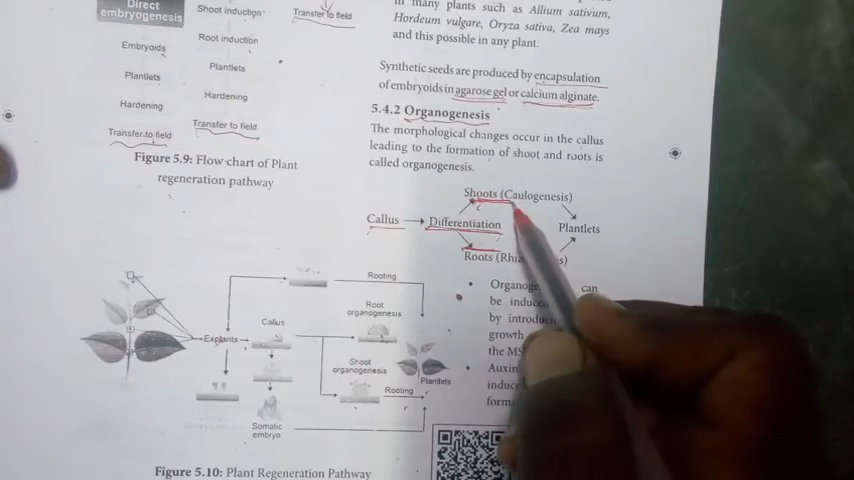 Direct
embryogenesis
Embryoids
Plantlets
Hardening
Transfer to field
Shoot induction
Root induction
Plantlets
Hardening
Transfer to field
Transfer to field
Figure 5.9: Flow chart of Plant
regeneration pathway
in many plants such as Allium sativium,
Hordeum vulgare, Oryza sativa, Zea mays
and this possible in any plant.
Synthetic seeds are produced by encapsulation
of embryoids in agarose gel or calcium alginate.
5.4.2 Organogenesis
The morphological changes occur in the callus
leading to the formation of shoot and roots is
called organogenesis.
Shoots (Caulogenesis)
Callus
Differentiation
Plantlets
Roots
Rooting
Root
organogenesis
Callus
Explants
Shoot
organogenesis
Plantlets
Rooting
Somatic
embryo
Figure 5.10: Plant Regeneration Pathway
can
be
by
growth
the